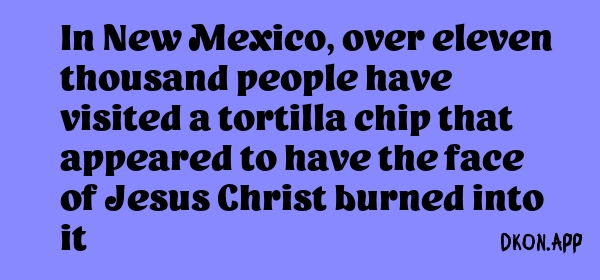 In New Mexico, over eleven
thousand people have
visited a tortilla chip that
appeared to have the face
of Jesus Christ burned into
it
DKON.APP